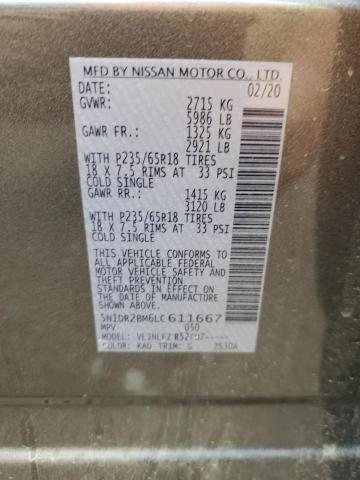 MFD BY NISSAN MOTOR CO., LTD.
DATE: 02/20
GVWR: 2715 KG
5986 LB
GAWR FR.: 1325 KG
2921 LB
WITH P235/65R18 TIRES
18 X 7.5 RIMS AT 33 PSI
COLD SINGLE
GAWR RR.: 1415 KG
3120 LB
WITH P235/65R18 TIRES
18 X 7.5 RIMS AT 33 PSI
COLD SINGLE
THIS VEHICLE CONFORMS TO
ALL APPLICABLE FEDERAL
MOTOR VEHICLE SAFETY AND
THEFT PREVENTION
STANDARDS IN EFFECT ON
THE DATE OF MANUFACTURE
SHOWN ABOVE.
5N1DR2BM6LC611667
MPV 050
MODEL:
COLOR: KAD TRIM: G 2530A